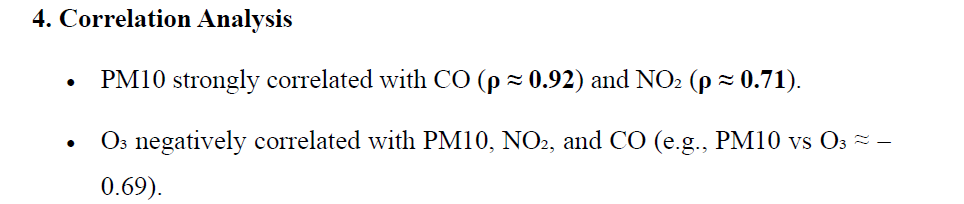 4. Correlation Analysis
• PM10 strongly correlated with CO (ρ ≈ 0.92) and NO₂ (ρ ≈ 0.71).
• O₃ negatively correlated with PM10, NO₂, and CO (e.g., PM10 vs O₃ ≈ –
0.69).